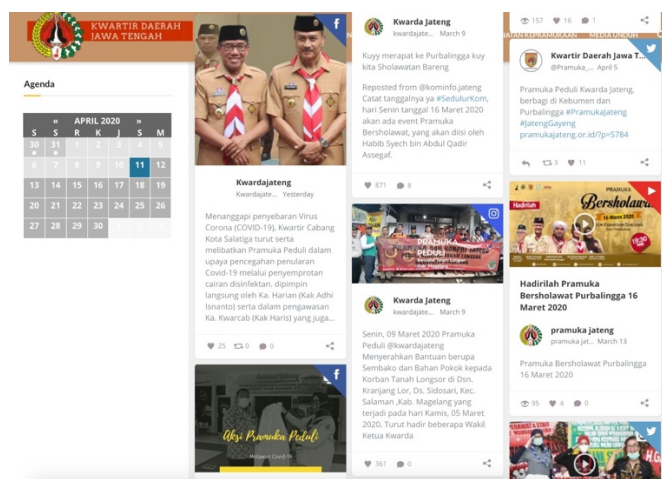 KWARTIR DAERAH
JAWA TENGAH
Agenda
« APRIL 2020 »
S S R K J S M
30 31 1 2 3 4 5
6 7 8 9 10 11 12
13 14 15 16 17 18 19
20 21 22 23 24 25 26
27 28 29 30
Kwardajateng
Kwardajate... Yesterday
Menanggapi penyebaran Virus
Corona (COVID-19), Kwartir Cabang
Kota Salatiga turut serta
melibatkan Pramuka Peduli dalam
upaya pencegahan penularan
Covid-19 melalui penyemprotan
cairan disinfektan. dipimpin
langsung oleh Ka. Harian (Kak Adhi
Isnanto) serta dalam pengawasan
Ka. Kwarcab (Kak Haris) yang juga...
25 0 0
Aksi Pramuka Peduli
Melawan Covid-19
Kwarda Jateng
kwardajate... March 9
Kuyy merapat ke Purbalingga kuy
kita Sholawatan Bareng
Reposted from @kominfo.jateng
Catat tanggalnya ya #SedulurKom,
hari Senin tanggal 16 Maret 2020
akan ada event Pramuka
Bersholawat, yang akan diisi oleh
Habib Syech bin Abdul Qadir
Assegaf.
871 8
PRAMUKA
PEDULI
Kwarda Jateng
kwardajate... March 9
Senin, 09 Maret 2020 Pramuka
Peduli @kwardajateng
Menyerahkan Bantuan berupa
Sembako dan Bahan Pokok kepada
Korban Tanah Longsor di Dsn.
Kranjang Lor, Ds. Sidosari, Kec.
Salaman ,Kab. Magelang yang
terjadi pada hari Kamis, 05 Maret
2020. Turut hadir beberapa Wakil
Ketua Kwarda
361 0
157 16 1
IATAN KEPRAMUKAAN MEDIA UNDUH
Kwartir Daerah Jawa T...
@Pramuka_... April 5
Pramuka Peduli Kwarda Jateng,
berbagi di Kebumen dan
Purbalingga #PramukaJateng
#JatengGayeng
pramukajateng.or.id/?p=5784
3 11
Hadirilah
PRAMUKA
Bersholawat
16 Maret 2020
Hadirilah Pramuka
Bersholawat Purbalingga 16
Maret 2020
pramuka jateng
pramuka jat... March 13
Pramuka Bersholawat Purbalingga
16 Maret 2020
95 4 0